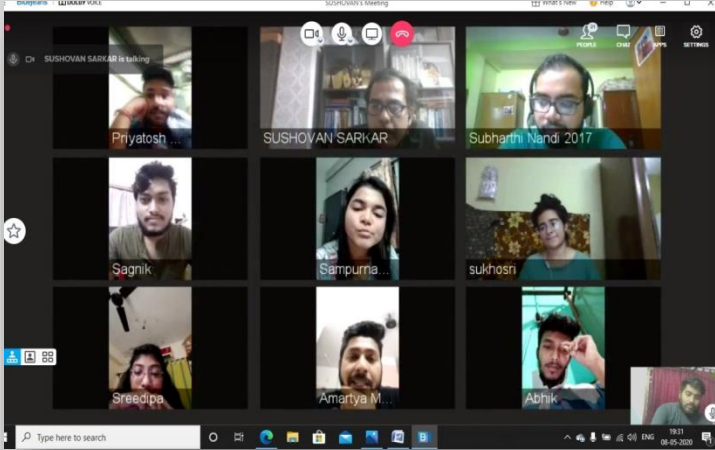 BlueJeans DOLBY VOICE
SUSHOVAN's Meeting
What's New
Help
SUSHOVAN SARKAR is talking
PEOPLE
CHAT
APPS
SETTINGS
Priyatosh ...
SUSHOVAN SARKAR
Subharthi Nandi 2017
Sagnik
Sampurna...
sukhosri
Sreedipa
Amartya M...
Abhik
Type here to search
ENG
19:31
08-05-2020